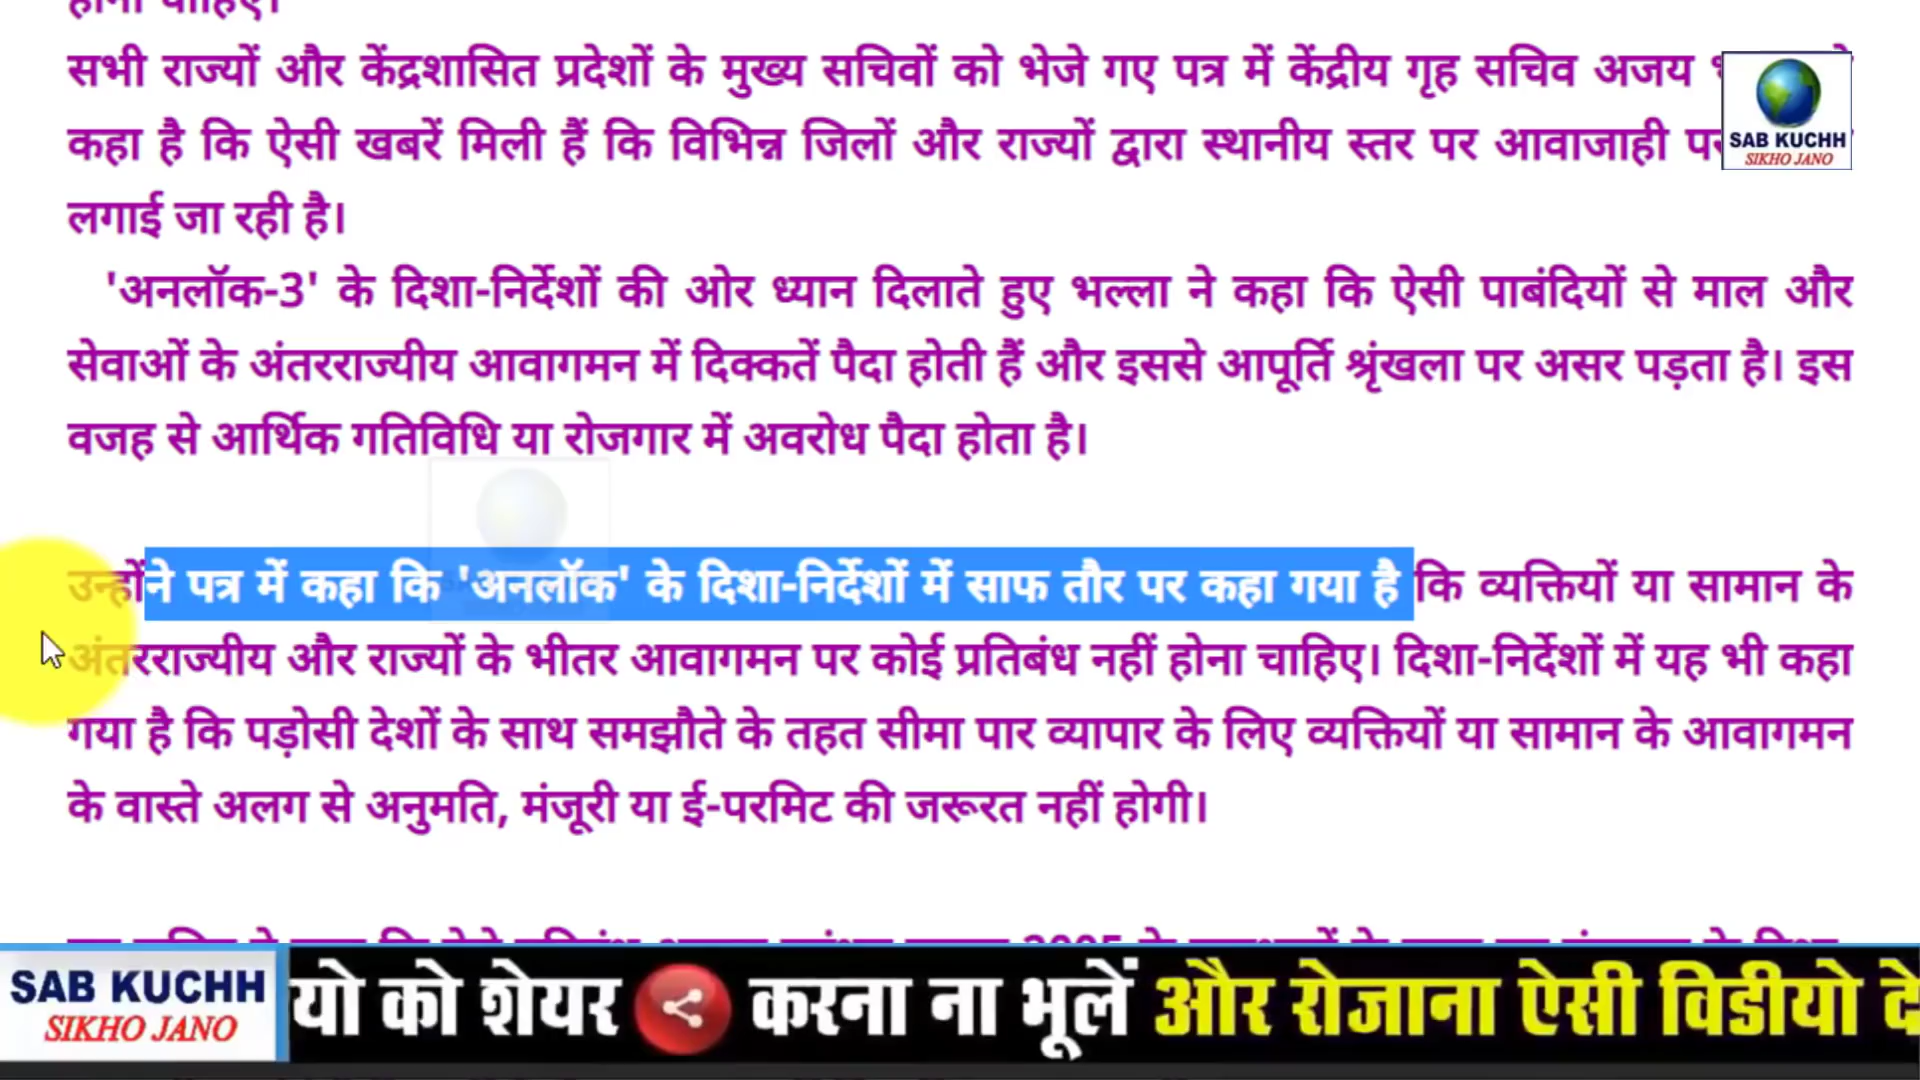 होना चाहिए।
सभी राज्यों और केंद्रशासित प्रदेशों के मुख्य सचिवों को भेजे गए पत्र में केंद्रीय गृह सचिव अजय
कहा है कि ऐसी खबरें मिली हैं कि विभिन्न जिलों और राज्यों द्वारा स्थानीय स्तर पर आवाजाही पर
लगाई जा रही है।
SAB KUCHH
SIKHO JANO
'अनलॉक-3' के दिशा-निर्देशों की ओर ध्यान दिलाते हुए भल्ला ने कहा कि ऐसी पाबंदियों से माल और
सेवाओं के अंतरराज्यीय आवागमन में दिक्कतें पैदा होती हैं और इससे आपूर्ति श्रृंखला पर असर पड़ता है। इस
वजह से आर्थिक गतिविधि या रोजगार में अवरोध पैदा होता है।
उन्होंने पत्र में कहा कि 'अनलॉक' के दिशा-निर्देशों में साफ तौर पर कहा गया है कि व्यक्तियों या सामान के
अंतरराज्यीय और राज्यों के भीतर आवागमन पर कोई प्रतिबंध नहीं होना चाहिए। दिशा-निर्देशों में यह भी कहा
गया है कि पड़ोसी देशों के साथ समझौते के तहत सीमा पार व्यापार के लिए व्यक्तियों या सामान के आवागमन
के वास्ते अलग से अनुमति, मंजूरी या ई-परमिट की जरूरत नहीं होगी।
SAB KUCHH
SIKHO JANO
यो को शेयर करना ना भूलें और रोजाना ऐसी विडीयो दे